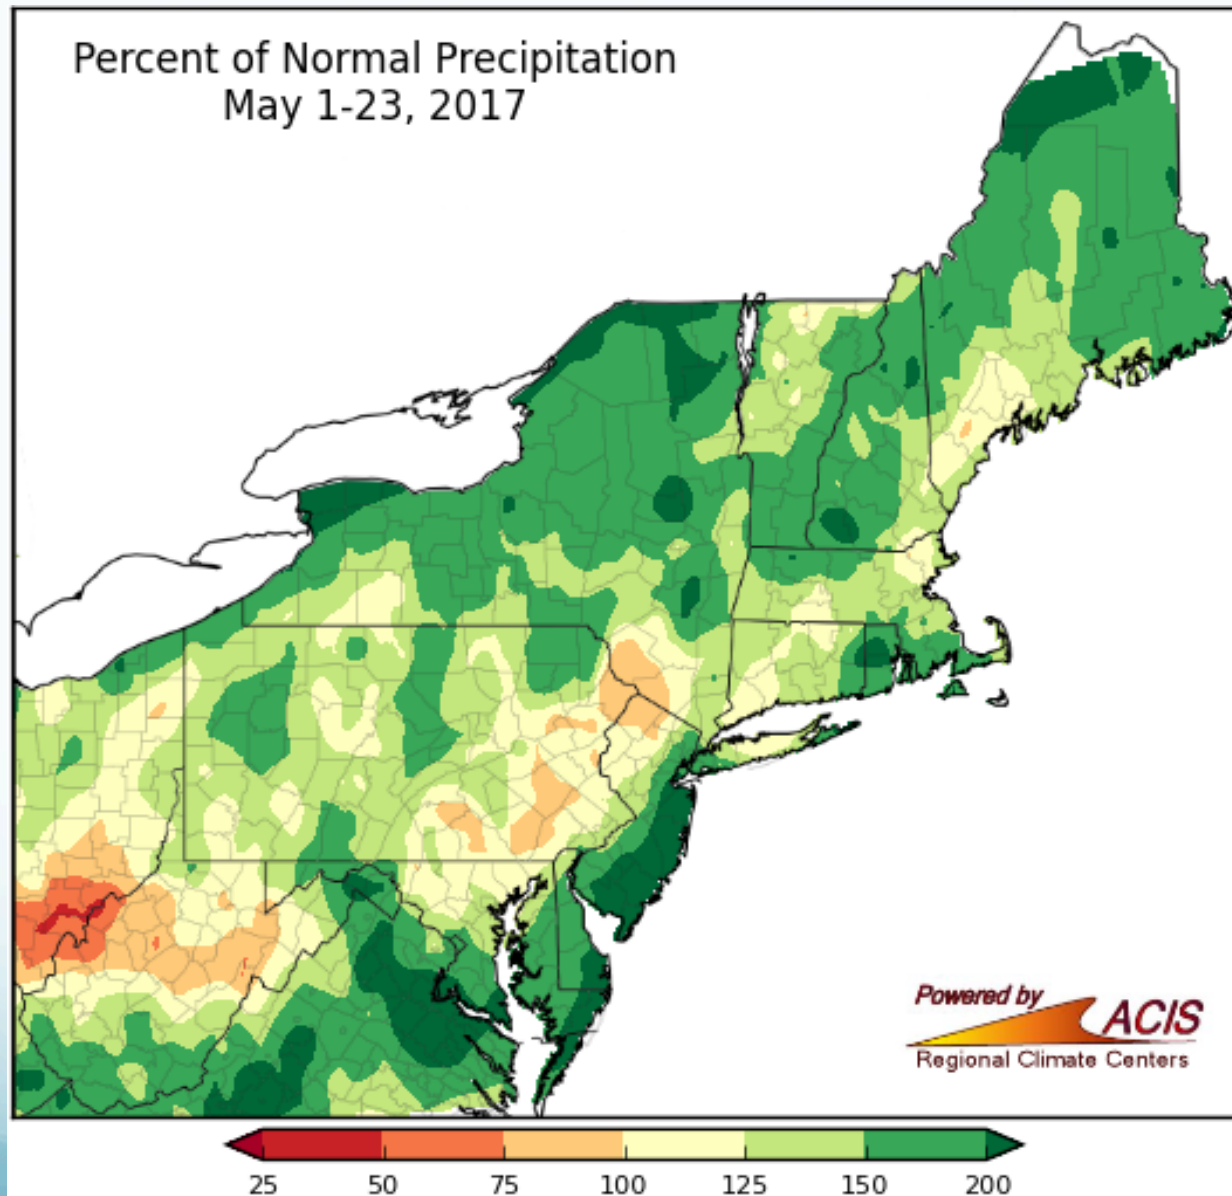 Percent of Normal Precipitation
May 1-23, 2017
Powered by
ACIS
Regional Climate Centers
25 50 75 100 125 150 200